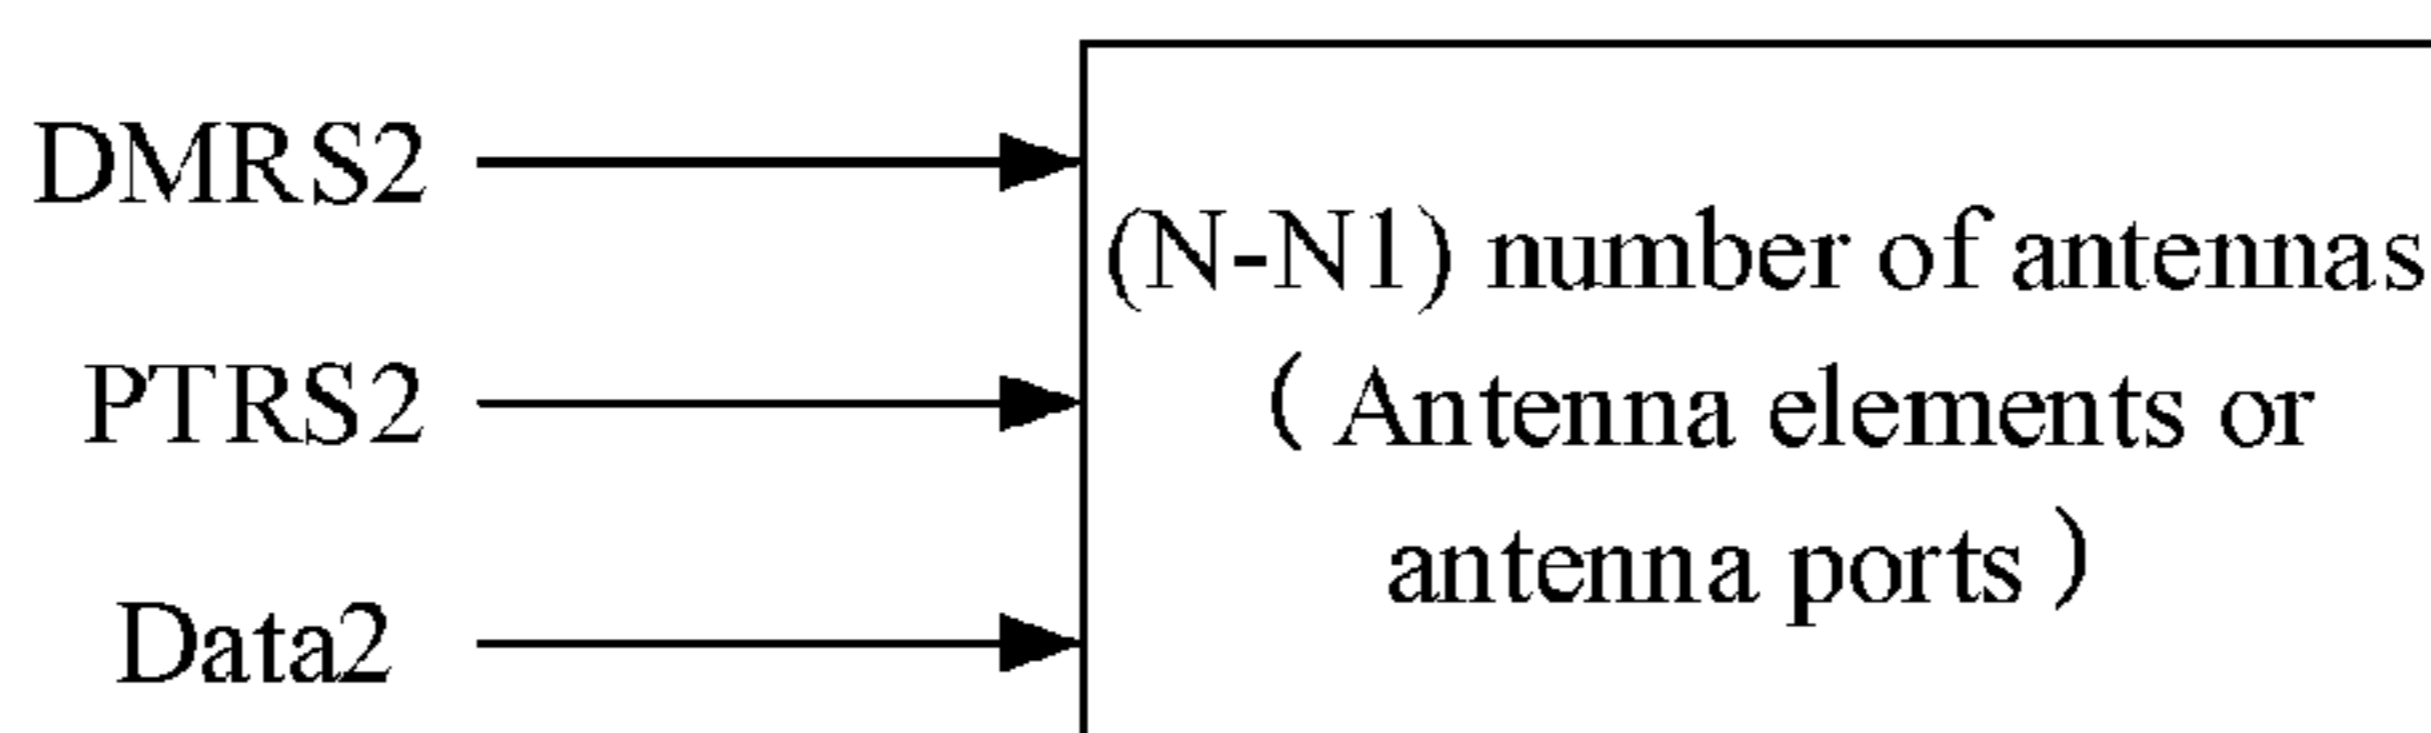 DMRS2
(N-N1) number of antennas
( Antenna elements or
antenna ports )
PTRS2
Data2